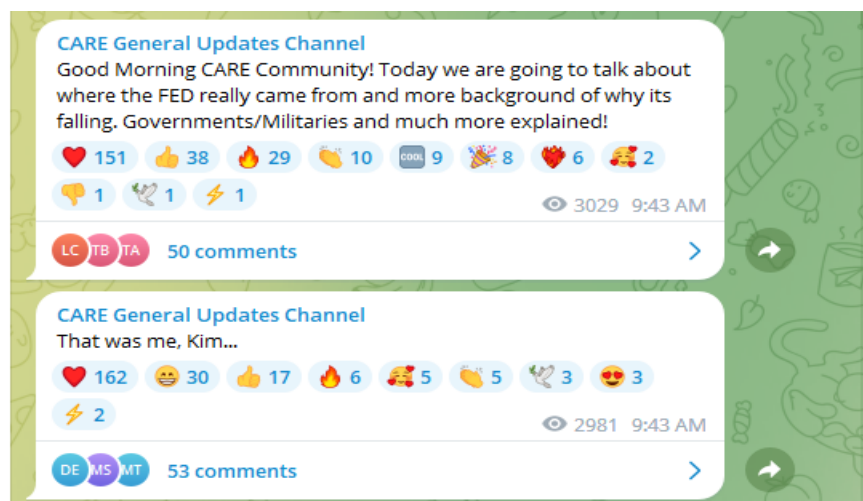 CARE General Updates Channel
Good Morning CARE Community! Today we are going to talk about
where the FED really came from and more background of why its
falling. Governments/Militaries and much more explained!
❤️ 151 👍 38 🔥 29 👏 10 🆒 9 🎉 8 ❤️‍🔥 6 🥰 2
👎 1 🕊 1 ⚡ 1 3029 9:43 AM
LC TB TA 50 comments
CARE General Updates Channel
That was me, Kim...
❤️ 162 😁 30 👍 17 🔥 6 🥰 5 👏 5 🕊 3 😍 3
⚡ 2 2981 9:43 AM
DE MS MT 53 comments